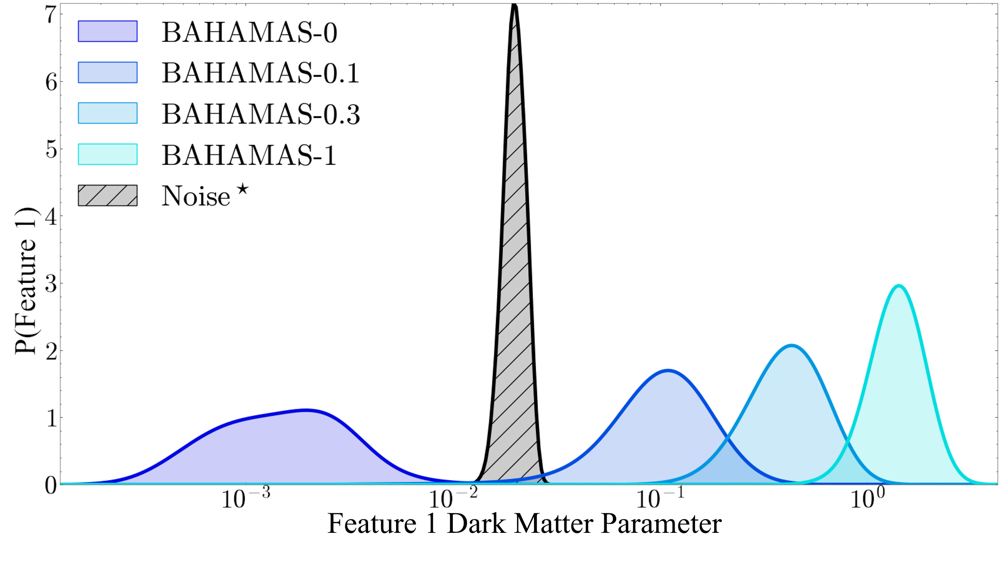 7
6
5
4
3
2
1
0
P(Feature 1)
BAHAMAS-0
BAHAMAS-0.1
BAHAMAS-0.3
BAHAMAS-1
Noise ★
10⁻³ 10⁻² 10⁻¹ 10⁰
Feature 1 Dark Matter Parameter